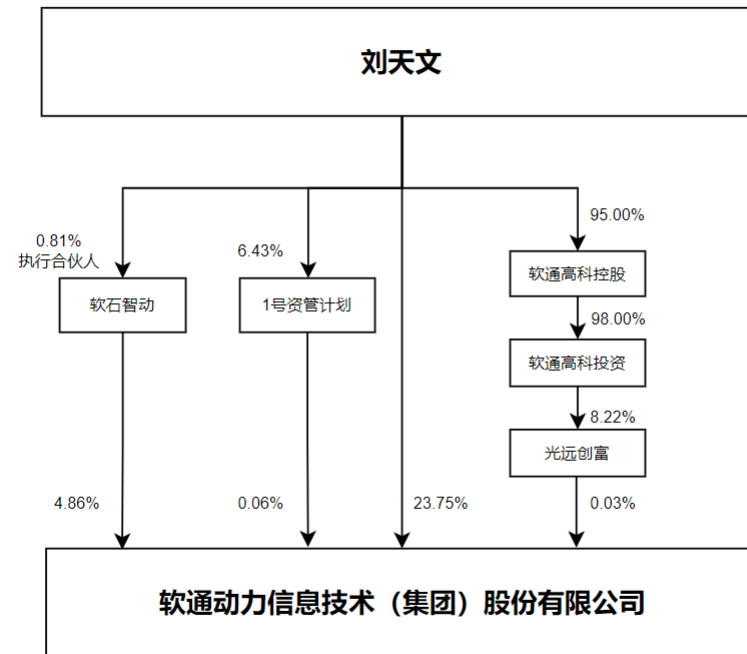 刘天文
95.00%
0.81%
执行合伙人
6.43%
软通高科控股
软石智动
1号资管计划
98.00%
软通高科投资
8.22%
光远创富
4.86%
0.06%
23.75%
0.03%
软通动力信息技术（集团）股份有限公司